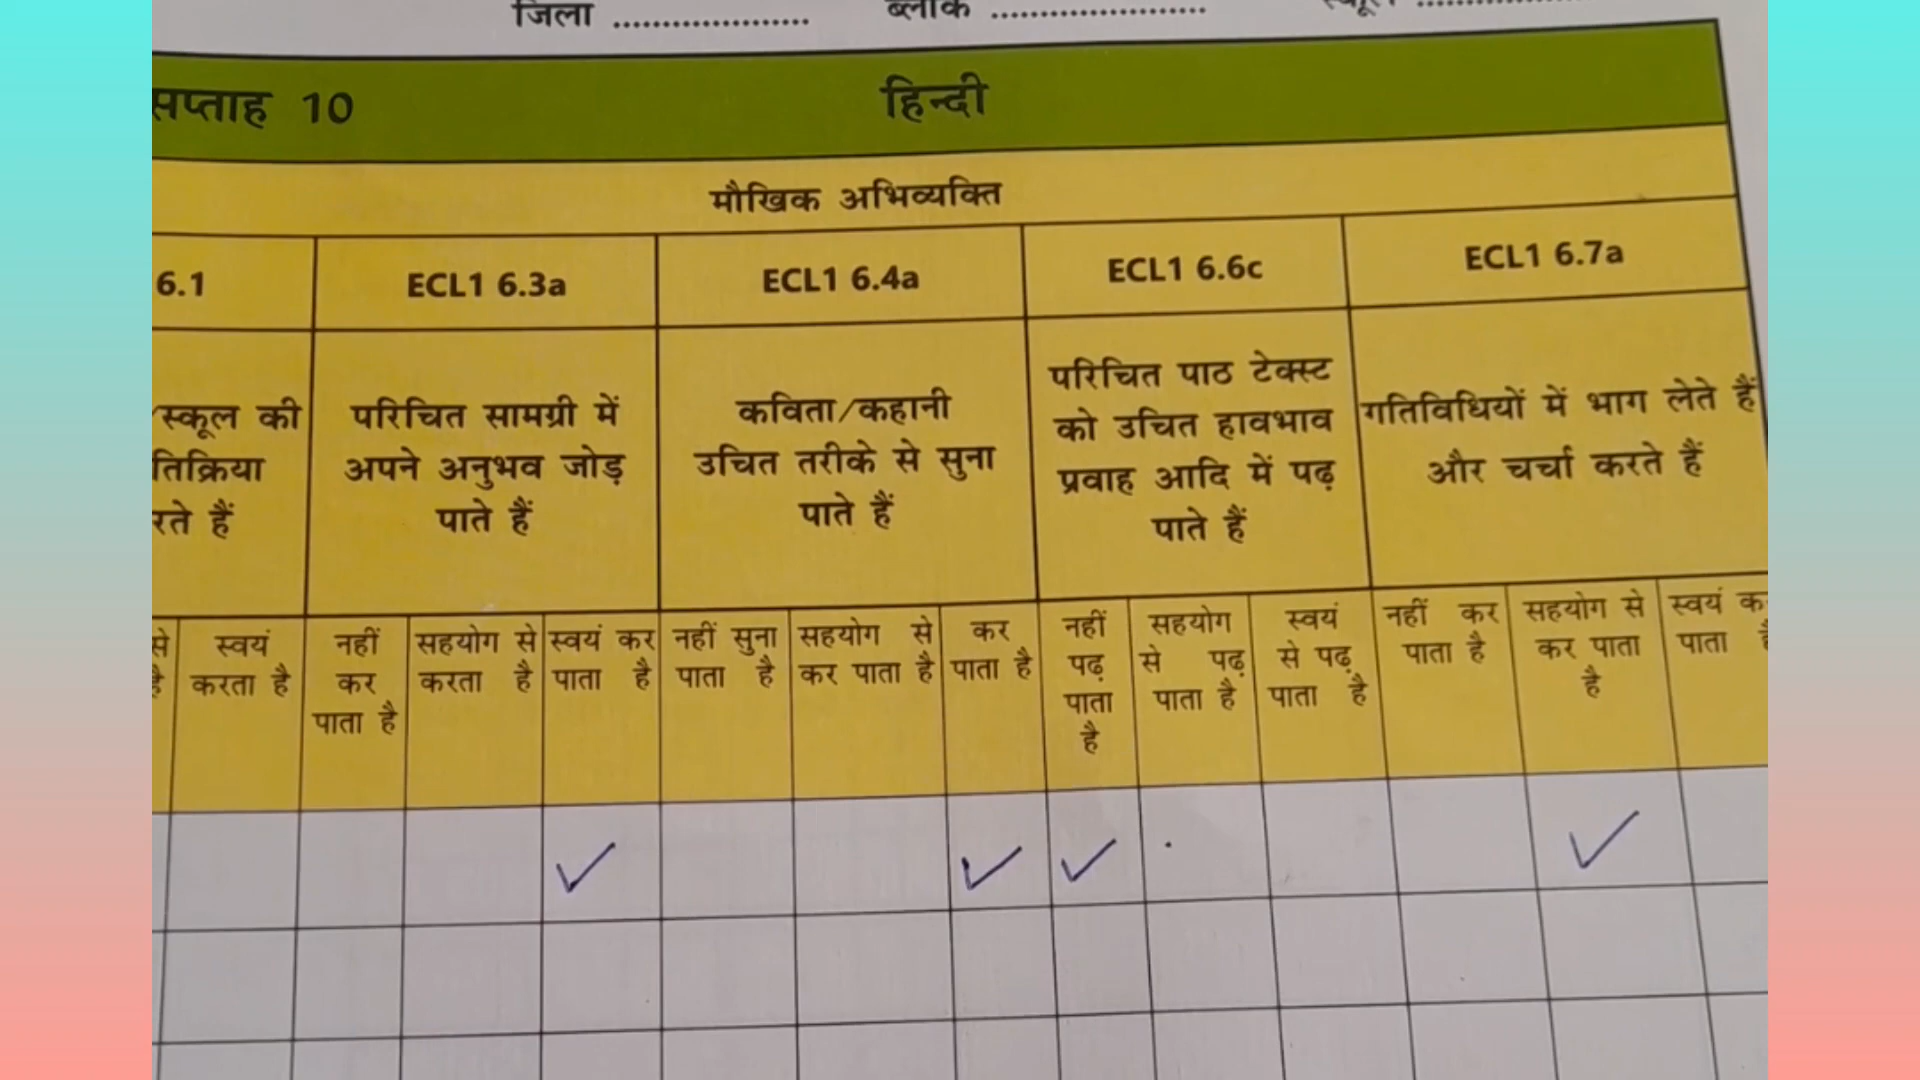 जिला .................... ब्लॉक ...................... स्कूल
सप्ताह 10 हिन्दी
मौखिक अभिव्यक्ति
6.1 ECL1 6.3a ECL1 6.4a ECL1 6.6c ECL1 6.7a
/स्कूल की
तिक्रिया
रते हैं
परिचित सामग्री में
अपने अनुभव जोड़
पाते हैं
कविता/कहानी
उचित तरीके से सुना
पाते हैं
परिचित पाठ टेक्स्ट
को उचित हावभाव
प्रवाह आदि में पढ़
पाते हैं
गतिविधियों में भाग लेते हैं
और चर्चा करते हैं
से
है
स्वयं
करता है
नहीं
कर
पाता है
सहयोग से
करता है
स्वयं कर
पाता है
नहीं सुना
पाता है
सहयोग से
कर पाता है
कर
पाता है
नहीं
पढ़
पाता
है
सहयोग
से पढ़
पाता है
स्वयं
से पढ़
पाता है
नहीं कर
पाता है
सहयोग से
कर पाता
है
स्वयं क
पाता